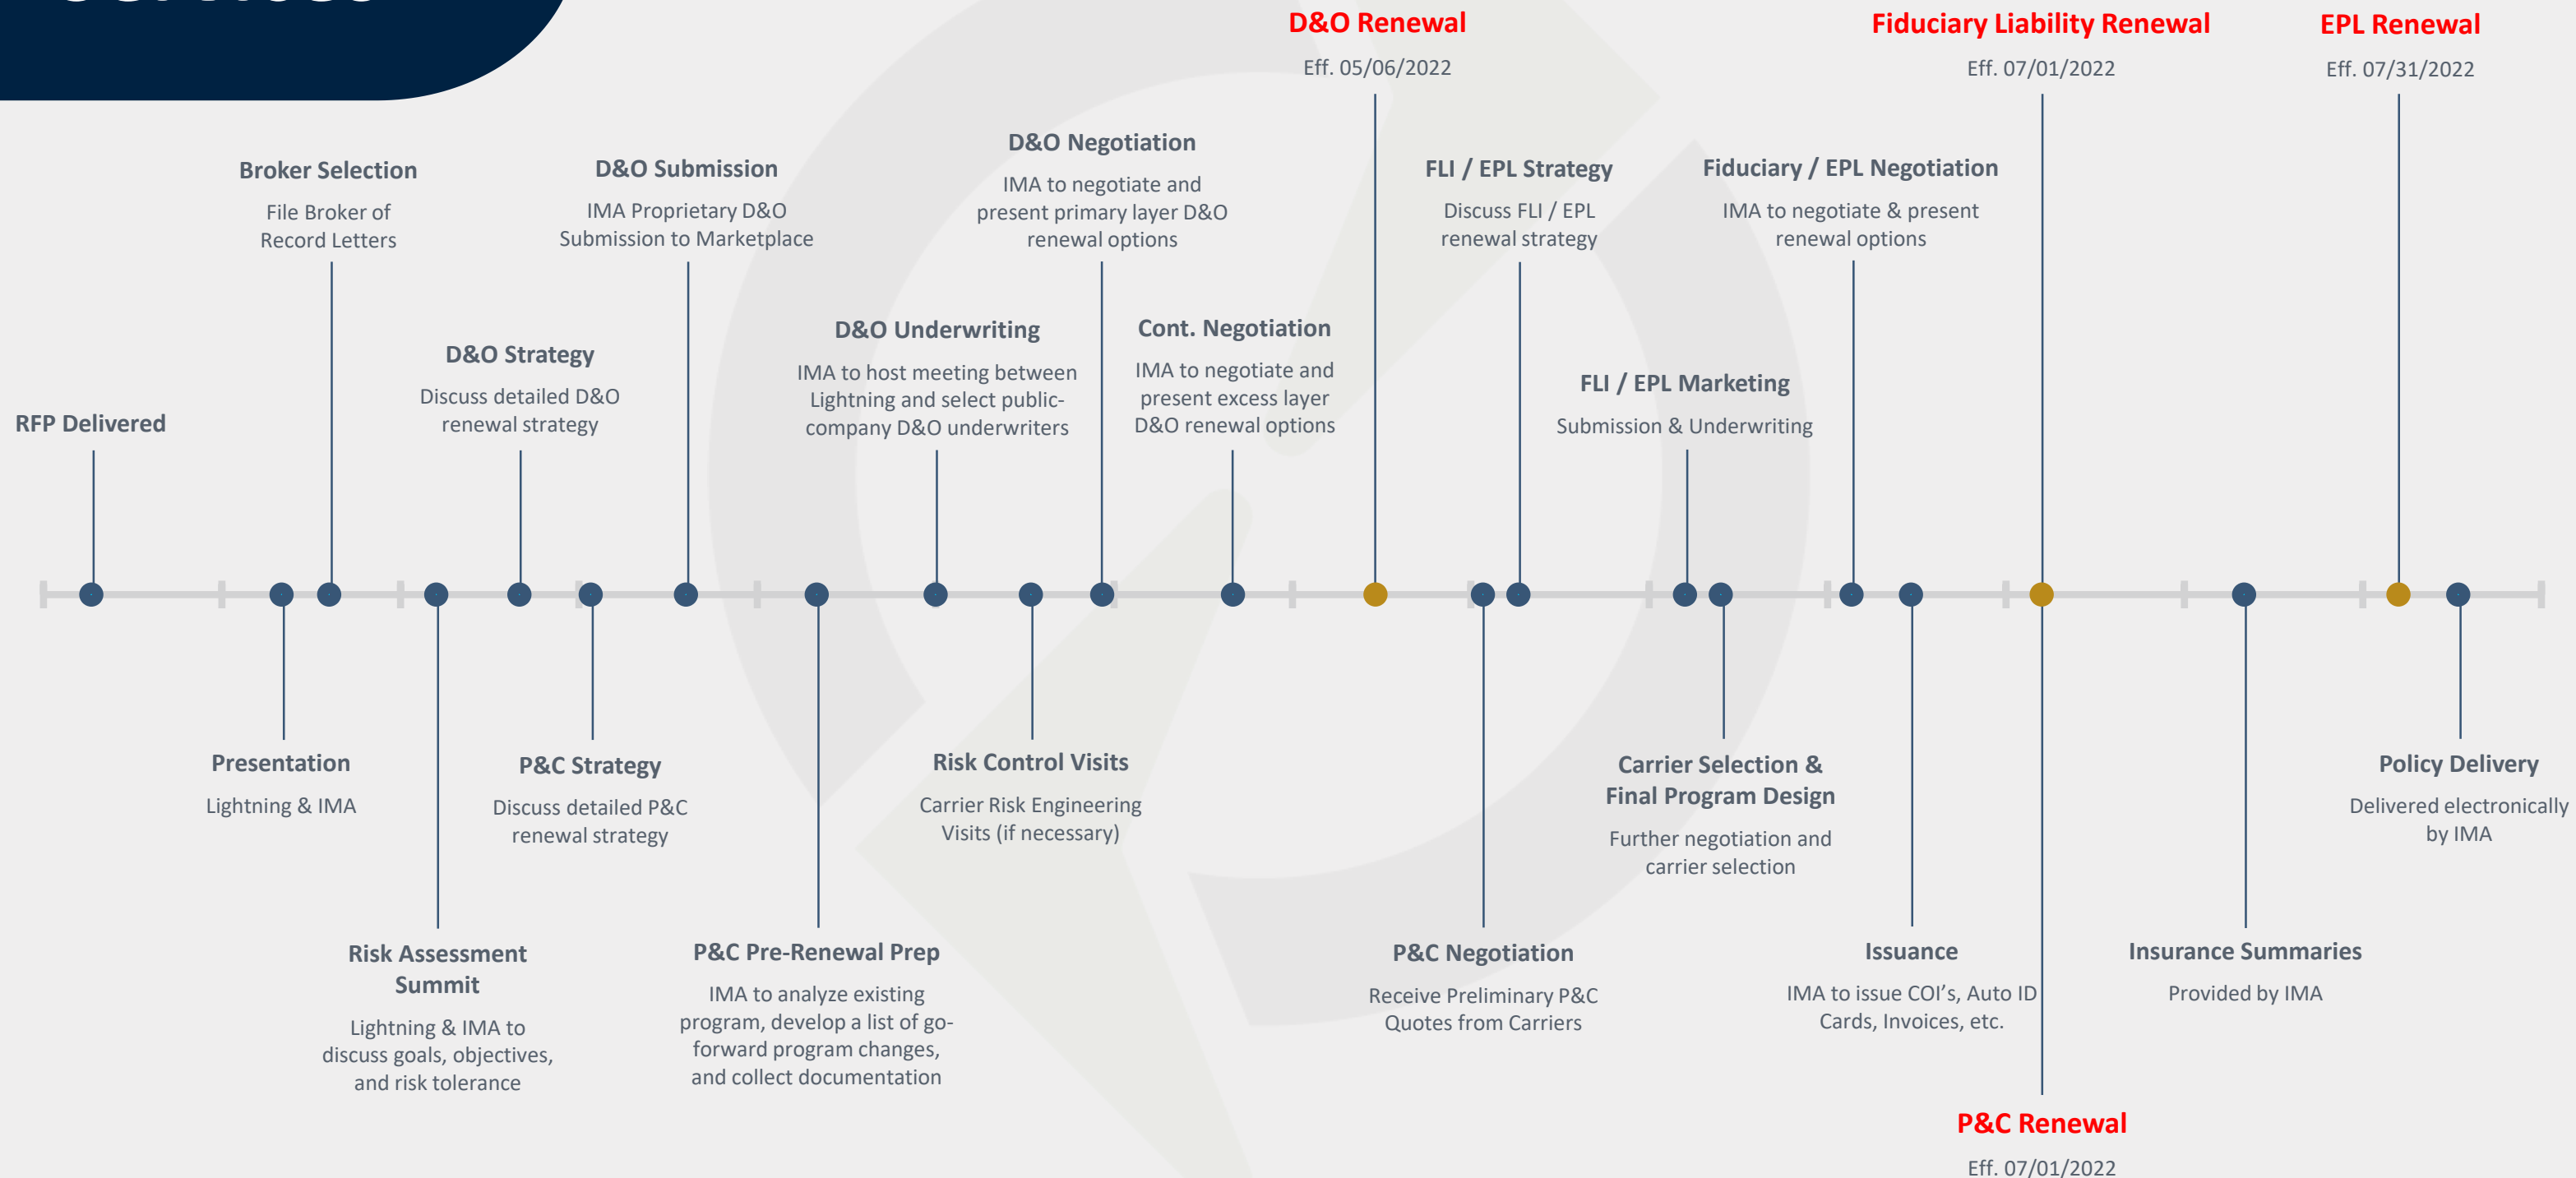 D&O Renewal
Eff. 05/06/2022
Fiduciary Liability Renewal
Eff. 07/01/2022
EPL Renewal
Eff. 07/31/2022
RFP Delivered
Broker Selection
File Broker of
Record Letters
D&O Strategy
Discuss detailed D&O
renewal strategy
D&O Submission
IMA Proprietary D&O
Submission to Marketplace
D&O Underwriting
IMA to host meeting between
Lightning and select public-
company D&O underwriters
D&O Negotiation
IMA to negotiate and
present primary layer D&O
renewal options
Cont. Negotiation
IMA to negotiate and
present excess layer
D&O renewal options
FLI / EPL Strategy
Discuss FLI / EPL
renewal strategy
FLI / EPL Marketing
Submission & Underwriting
Fiduciary / EPL Negotiation
IMA to negotiate & present
renewal options
Presentation
Lightning & IMA
Risk Assessment
Summit
Lightning & IMA to
discuss goals, objectives,
and risk tolerance
P&C Strategy
Discuss detailed P&C
renewal strategy
P&C Pre-Renewal Prep
IMA to analyze existing
program, develop a list of go-
forward program changes,
and collect documentation
Risk Control Visits
Carrier Risk Engineering
Visits (if necessary)
P&C Negotiation
Receive Preliminary P&C
Quotes from Carriers
Carrier Selection &
Final Program Design
Further negotiation and
carrier selection
Issuance
IMA to issue COI's, Auto ID
Cards, Invoices, etc.
P&C Renewal
Eff. 07/01/2022
Insurance Summaries
Provided by IMA
Policy Delivery
Delivered electronically
by IMA